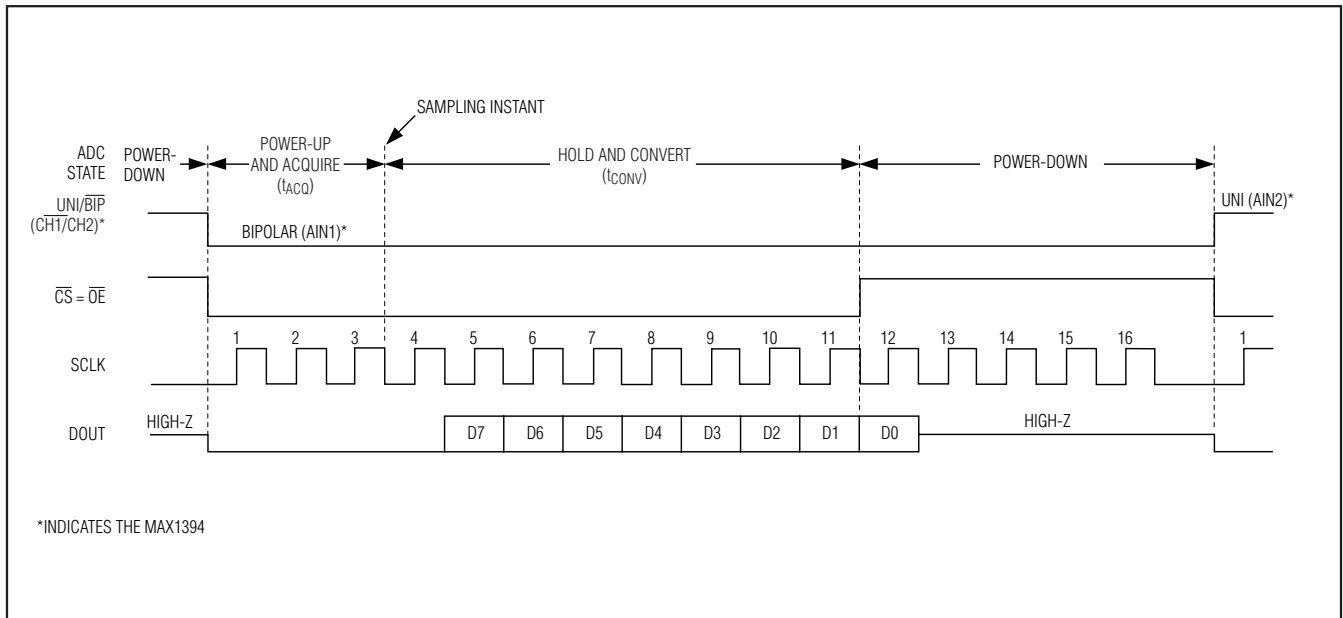 SAMPLING INSTANT
ADC STATE
POWER-DOWN
POWER-UP AND ACQUIRE (tACQ)
HOLD AND CONVERT (tCONV)
POWER-DOWN
UNI/BIP (CH1/CH2)*
BIPOLAR (AIN1)*
UNI (AIN2)*
CS = OE
1 2 3 4 5 6 7 8 9 10 11 12 13 14 15 16 1
SCLK
DOUT
HIGH-Z
D7 D6 D5 D4 D3 D2 D1 D0
HIGH-Z
*INDICATES THE MAX1394